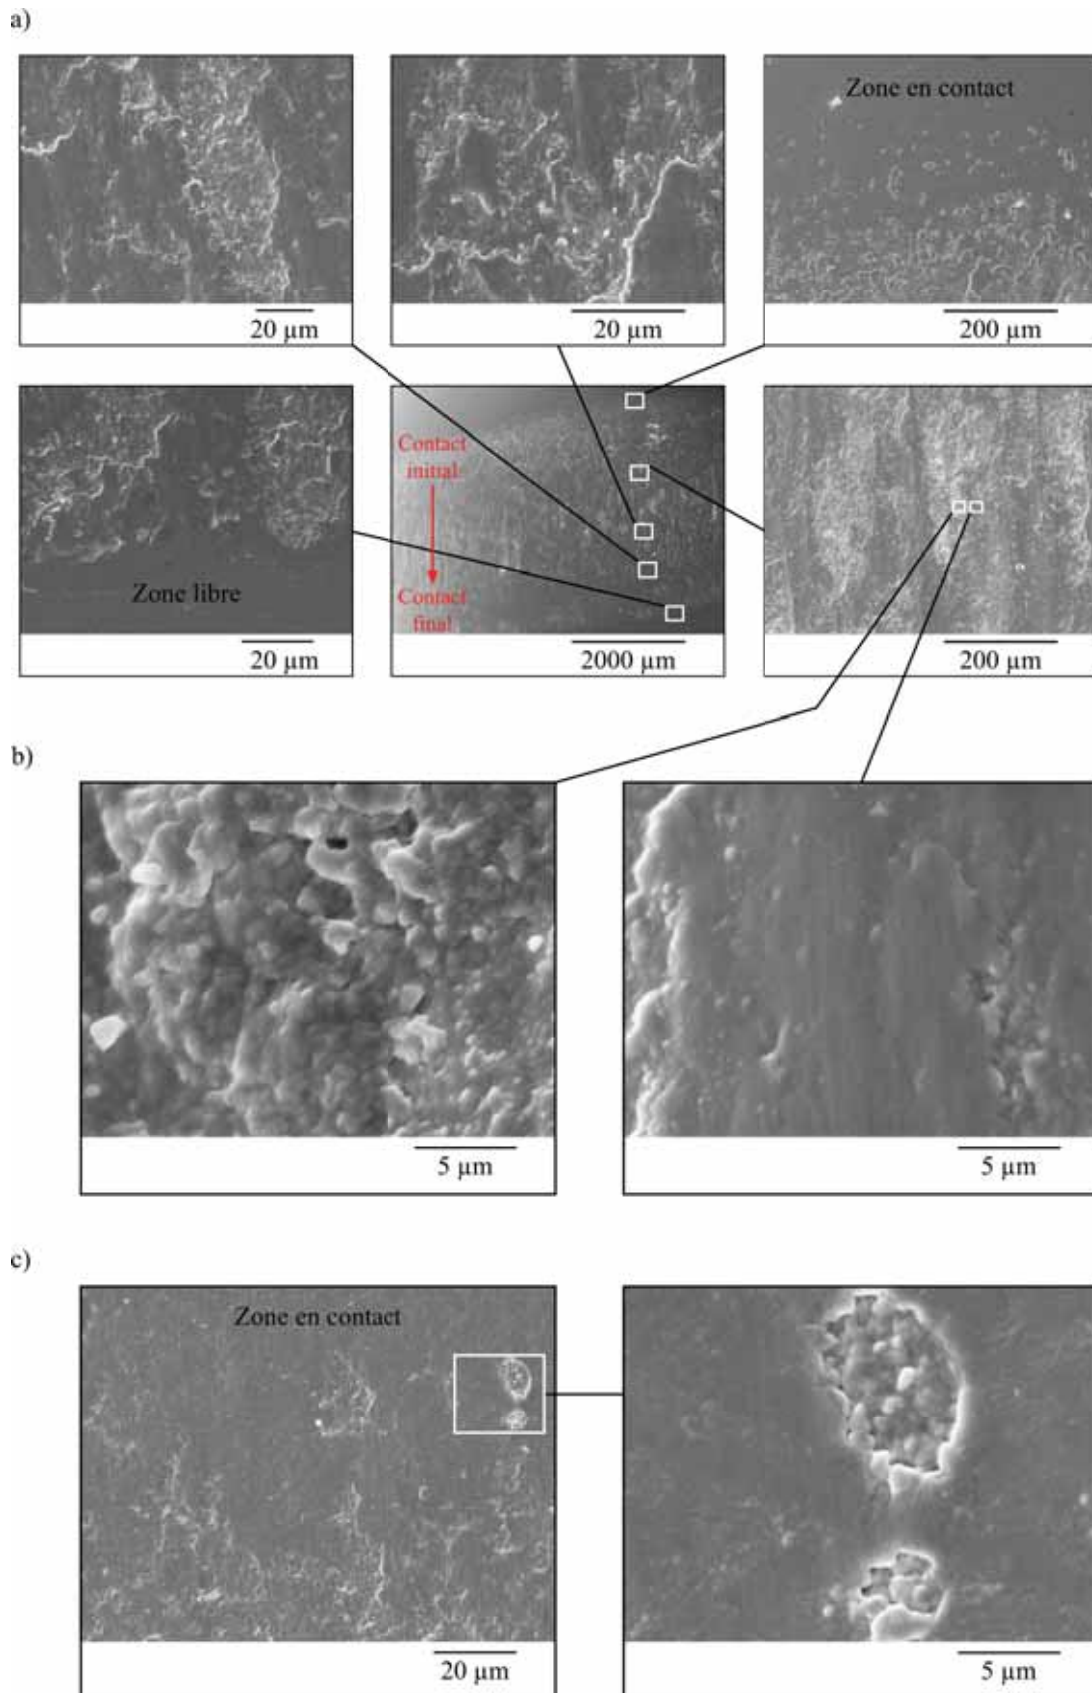 a)
Zone en contact
20 µm
20 µm
200 µm
Contact
ininal
Contact
final
Zone libre
20 µm
2000 µm
200 µm
b)
5 µm
5 µm
c)
Zone en contact
20 µm
5 µm